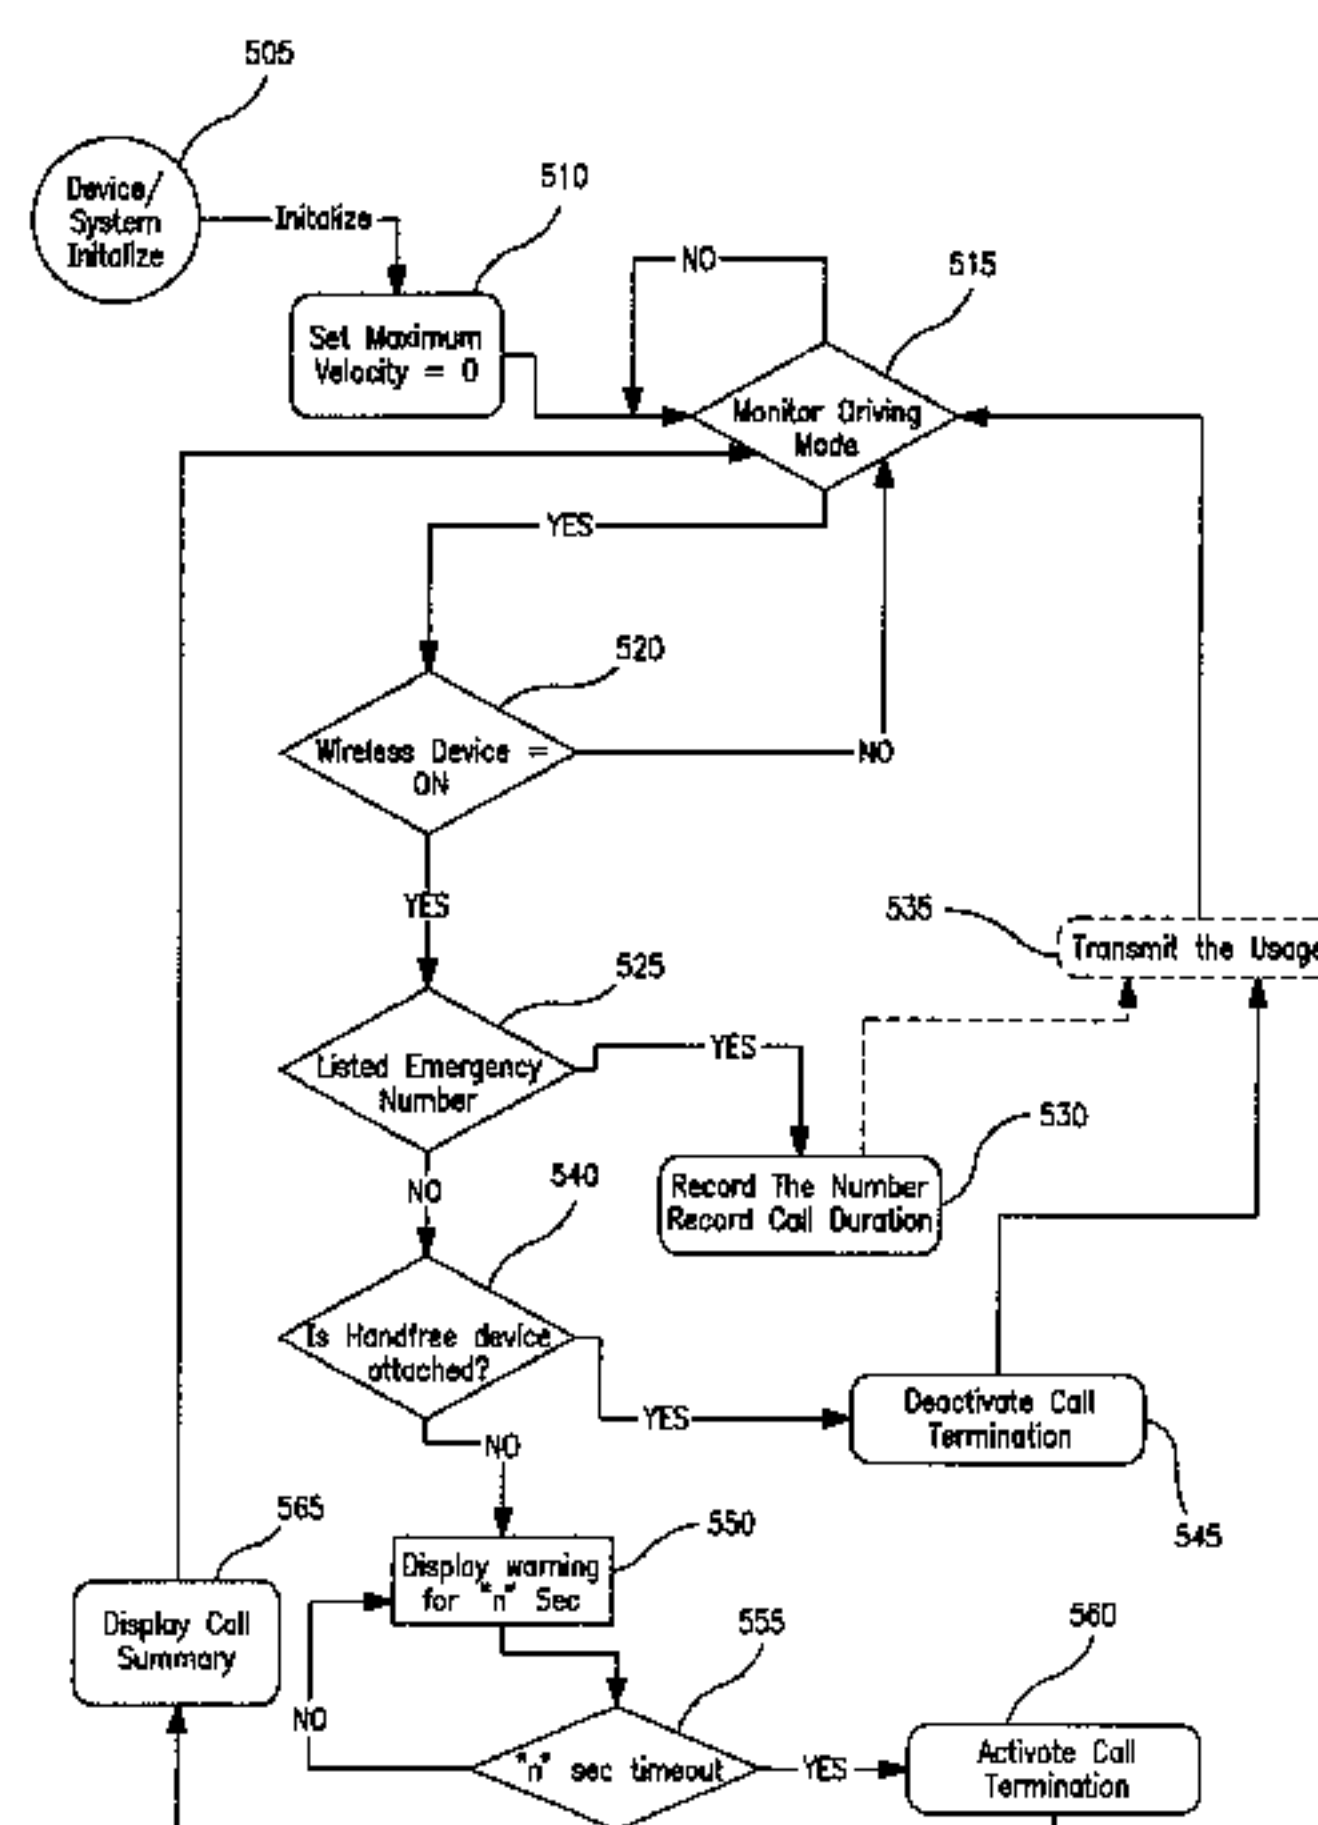 505
Device/
System
Initalize
Initalize
510
Set Maximum
Velocity = 0
NO
515
Monitor Driving
Mode
YES
520
Wireless Device =
ON
NO
YES
535
Transmit the Usage
525
Listed Emergency
Number
YES
530
Record The Number
Record Call Duration
NO
540
Is Handfree device
attached?
YES
Deactivate Call
Termination
545
NO
565
Display Call
Summary
550
Display warning
for "n" Sec
NO
555
"n" sec timeout
YES
560
Activate Call
Termination